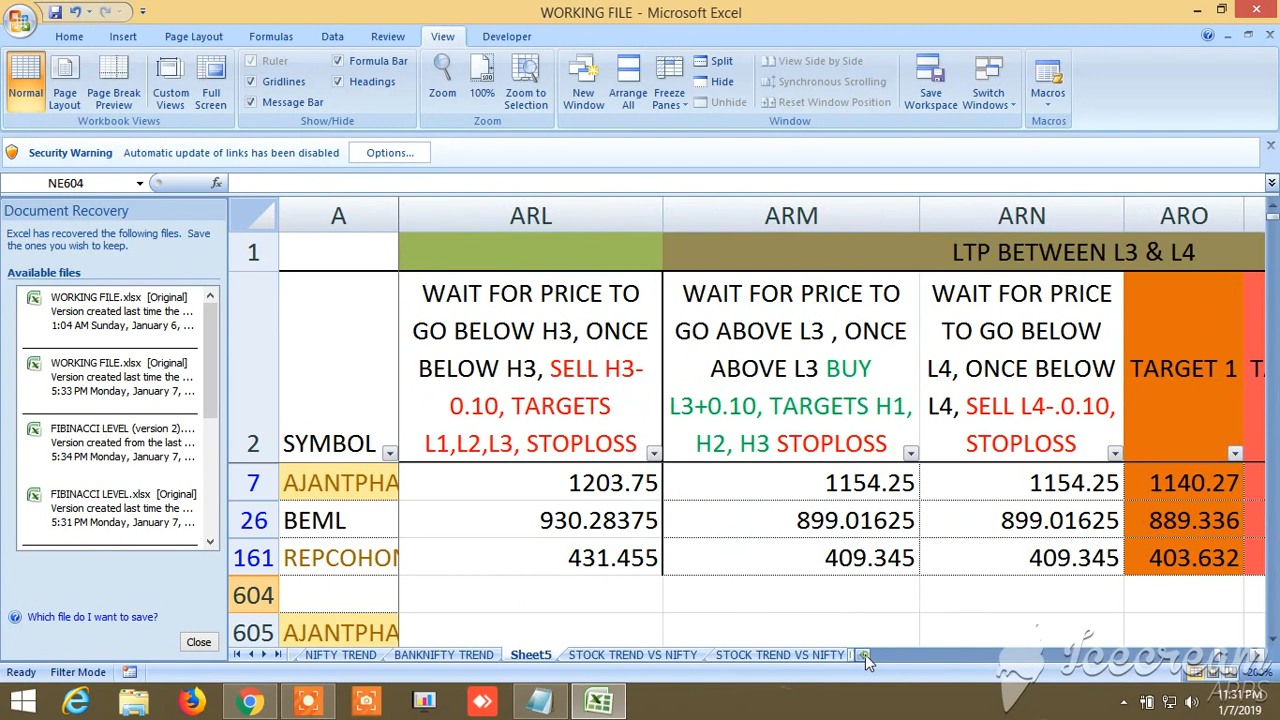 WORKING FILE - Microsoft Excel
Home Insert Page Layout Formulas Data Review View Developer
Normal
Page Layout
Page Break Preview
Custom Views
Full Screen
Workbook Views
Ruler
Gridlines
Message Bar
Formula Bar
Headings
Show/Hide
Zoom
100%
Zoom to Selection
Zoom
New Window
Arrange All
Freeze Panes
Split
Hide
Unhide
View Side by Side
Synchronous Scrolling
Reset Window Position
Save Workspace
Switch Windows
Window
Macros
Macros
Security Warning Automatic update of links has been disabled Options...
NE604 fx
Document Recovery
Excel has recovered the following files. Save the ones you wish to keep.
Available files
WORKING FILE.xlsx [Original]
Version created last time the ...
1:04 AM Sunday, January 6, ...
WORKING FILE.xlsx [Original]
Version created last time the ...
5:33 PM Monday, January 7, ...
FIBINACCI LEVEL (version 2)....
Version created from the last ...
5:34 PM Monday, January 7, ...
FIBINACCI LEVEL.xlsx [Original]
Version created last time the ...
5:31 PM Monday, January 7, ...
Which file do I want to save?
Close
A ARL ARM ARN ARO
1 LTP BETWEEN L3 & L4
2 SYMBOL
WAIT FOR PRICE TO
GO BELOW H3, ONCE
BELOW H3, SELL H3-
0.10, TARGETS
L1,L2,L3, STOPLOSS
WAIT FOR PRICE TO
GO ABOVE L3 , ONCE
ABOVE L3 BUY
L3+0.10, TARGETS H1,
H2, H3 STOPLOSS
WAIT FOR PRICE
TO GO BELOW
L4, ONCE BELOW
L4, SELL L4-.0.10,
STOPLOSS
TARGET 1
7 AJANTPHA 1203.75 1154.25 1154.25 1140.27
26 BEML 930.28375 899.01625 899.01625 889.336
161 REPCOHON 431.455 409.345 409.345 403.632
604
605 AJANTPHA
NIFTY TREND BANKNIFTY TREND Sheet5 STOCK TREND VS NIFTY STOCK TREND VS NIFTY
Ready Filter Mode 200%
Icecream
APPS
11:31 PM
1/7/2019